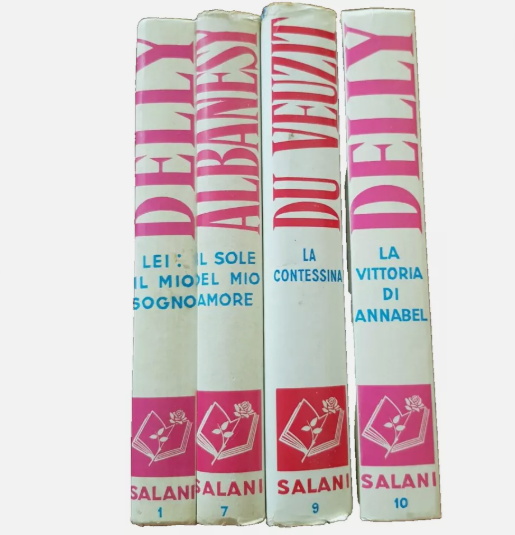 DELLY
LEI:
IL MIO
SOGNO
SALANI
1
ALBANESY
IL SOLE
DEL MIO
AMORE
SALANI
7
DU VEUZIT
LA
CONTESSINA
SALANI
9
DELLY
LA
VITTORIA
DI
ANNABEL
SALANI
10